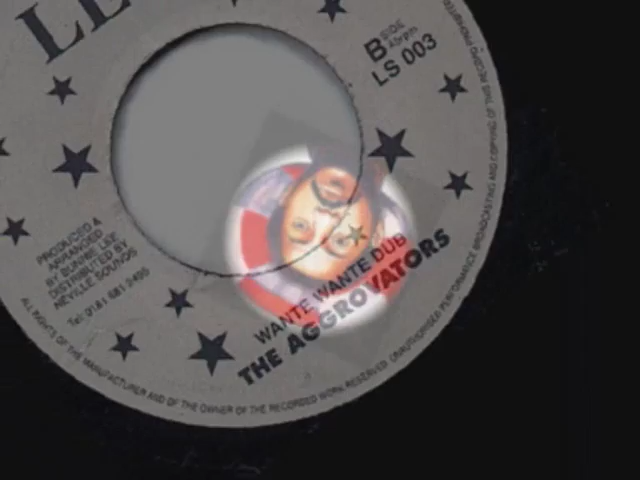 LE
B SIDE
45rpm
LS 003
PRODUCED &
ARRANGED
BY BUNNIE LEE
DISTRIBUTED BY
NEVILLE SOUNDS
WANTE WANTE DUB
THE AGGROVATORS
ALL RIGHTS OF THE MANUFACTURER AND OF THE OWNER OF THE RECORDED WORK RESERVED UNAUTHORISED PERFORMANCE BROADCASTING AND COPYING OF THIS RECORD PROHIBITED